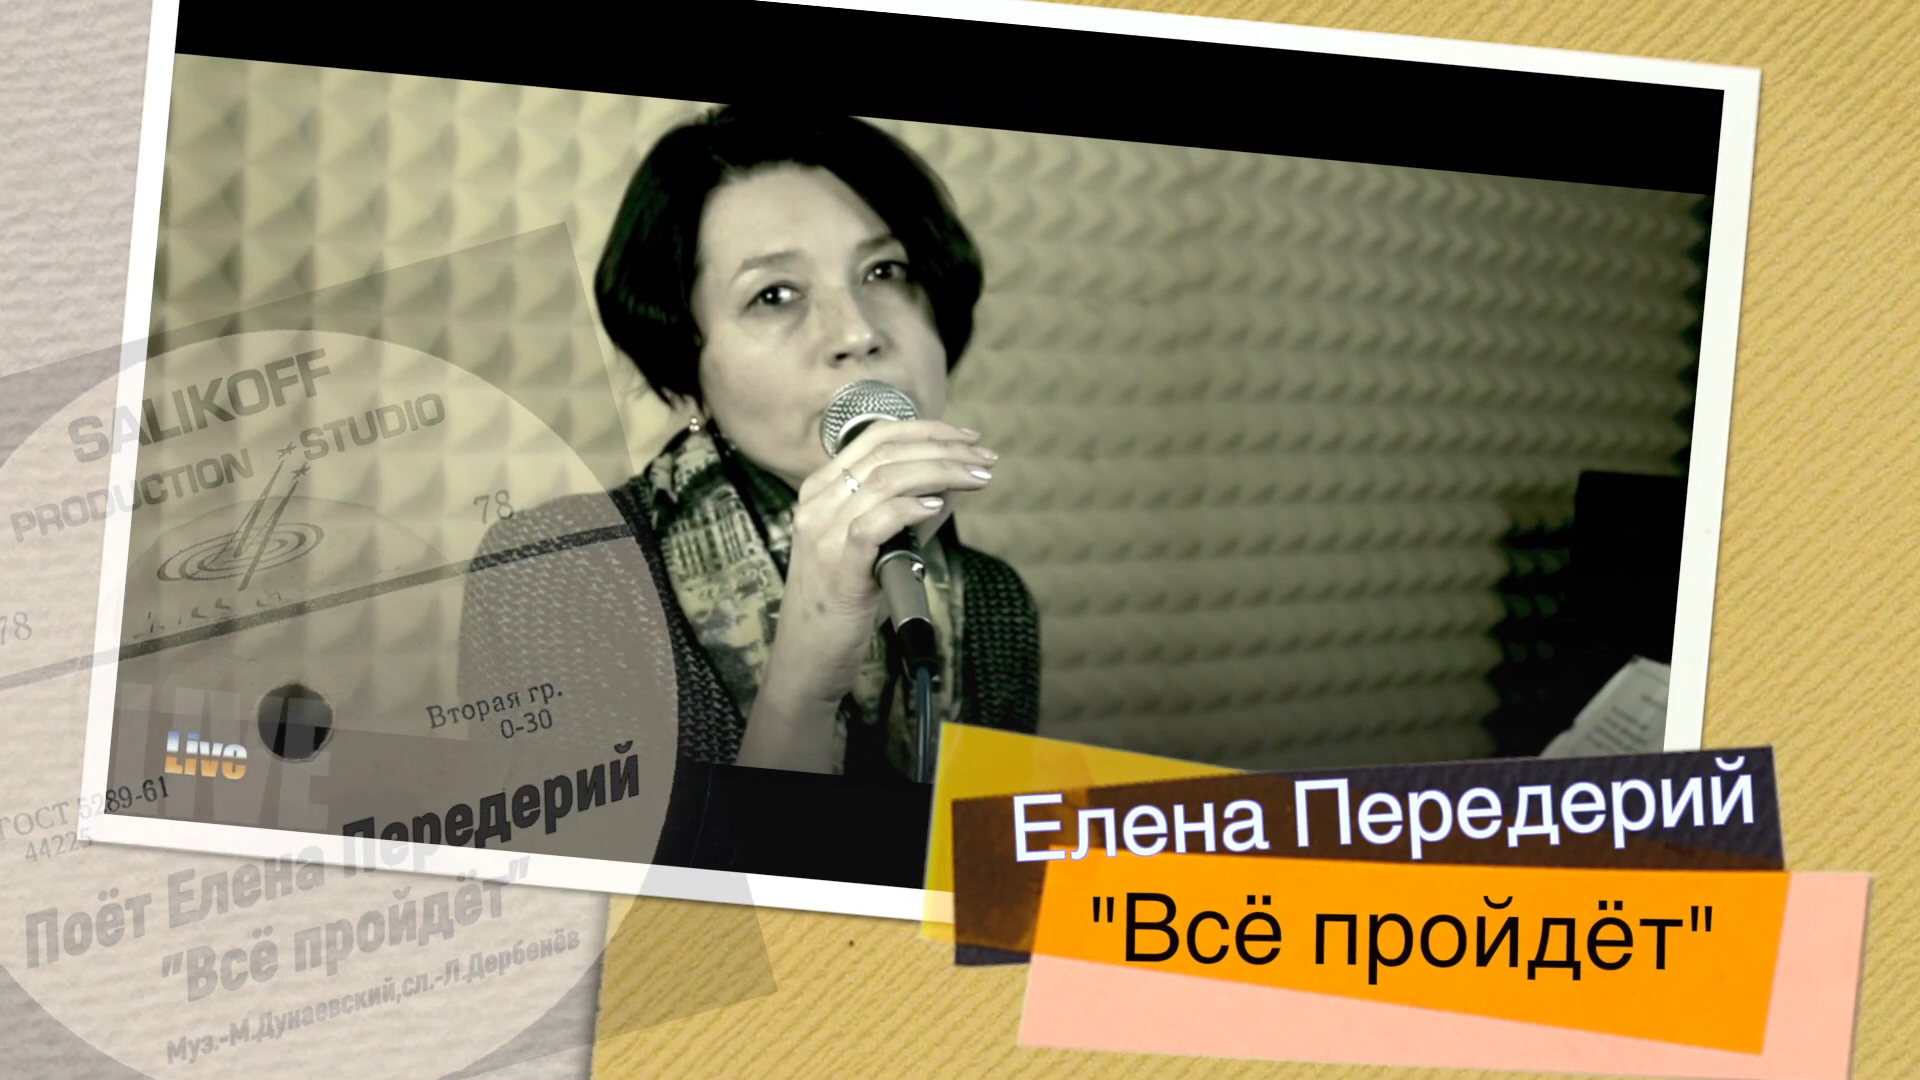 SALIKOFF
PRODUCTION STUDIO
78
78
Вторая гр.
0-30
Live
LIVE
ГОСТ 5289-61
44225
Поёт Елена Передерий
"Всё пройдёт"
Муз.-М.Дунаевский,сл.-Л.Дербенёв
Елена Передерий
"Всё пройдёт"